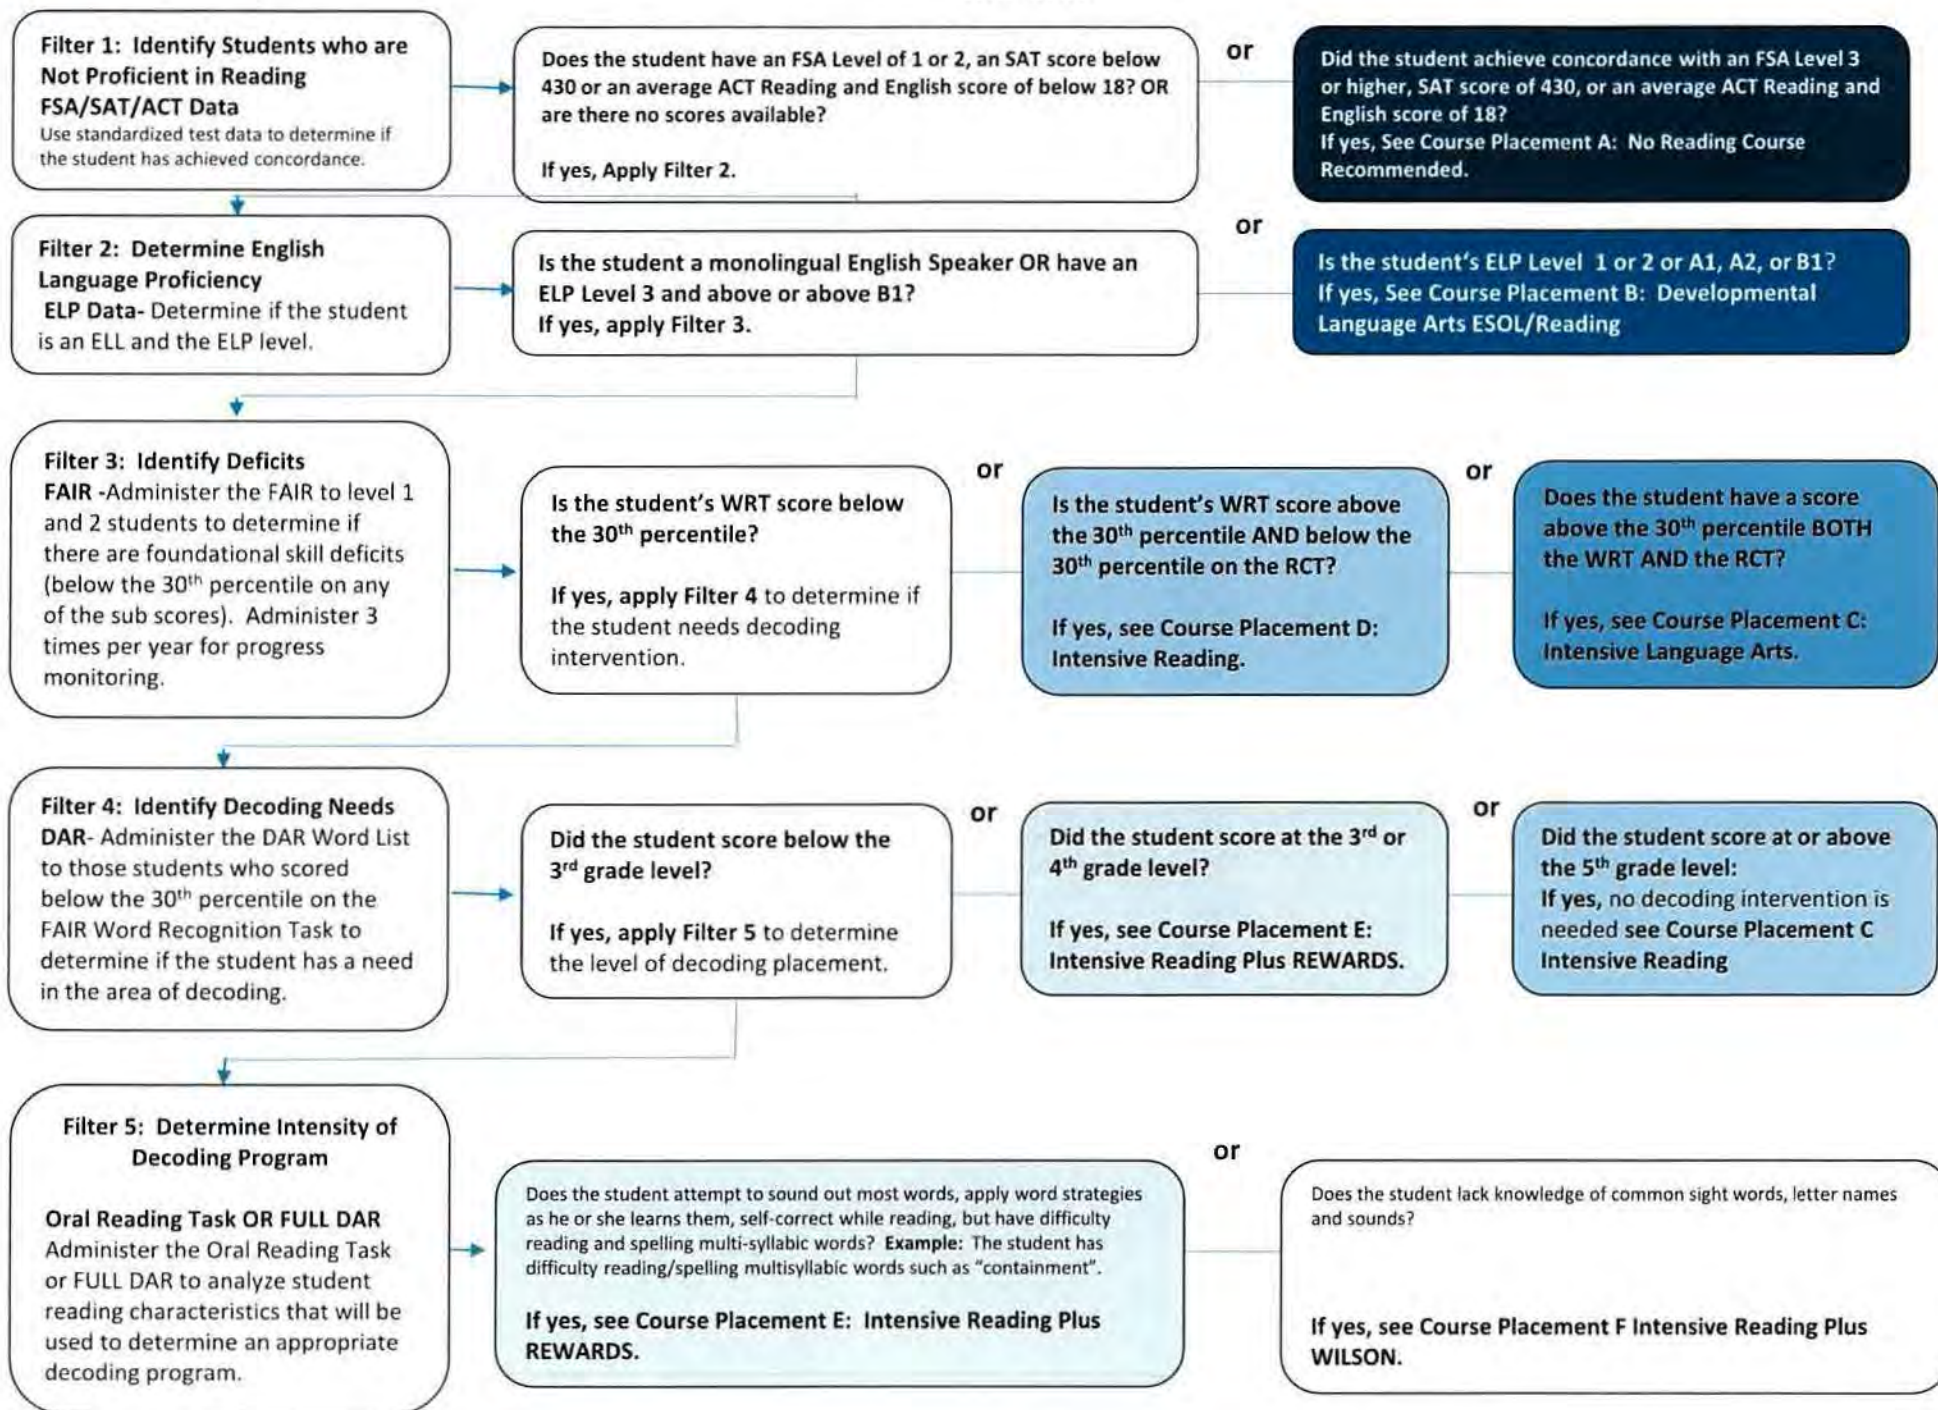 Filter 1: Identify Students who are
Not Proficient in Reading
FSA/SAT/ACT Data
Use standardized test data to determine if
the student has achieved concordance.
Does the student have an FSA Level of 1 or 2, an SAT score below
430 or an average ACT Reading and English score of below 18? OR
are there no scores available?
If yes, Apply Filter 2.
or
Did the student achieve concordance with an FSA Level 3
or higher, SAT score of 430, or an average ACT Reading and
English score of 18?
If yes, See Course Placement A: No Reading Course
Recommended.
Filter 2: Determine English
Language Proficiency
ELP Data- Determine if the student
is an ELL and the ELP level.
Is the student a monolingual English Speaker OR have an
ELP Level 3 and above or above B1?
If yes, apply Filter 3.
or
Is the student's ELP Level 1 or 2 or A1, A2, or B1?
If yes, See Course Placement B: Developmental
Language Arts ESOL/Reading
Filter 3: Identify Deficits
FAIR -Administer the FAIR to level 1
and 2 students to determine if
there are foundational skill deficits
(below the 30th percentile on any
of the sub scores). Administer 3
times per year for progress
monitoring.
Is the student's WRT score below
the 30th percentile?
If yes, apply Filter 4 to determine if
the student needs decoding
intervention.
or
Is the student's WRT score above
the 30th percentile AND below the
30th percentile on the RCT?
If yes, see Course Placement D:
Intensive Reading.
or
Does the student have a score
above the 30th percentile BOTH
the WRT AND the RCT?
If yes, see Course Placement C:
Intensive Language Arts.
Filter 4: Identify Decoding Needs
DAR- Administer the DAR Word List
to those students who scored
below the 30th percentile on the
FAIR Word Recognition Task to
determine if the student has a need
in the area of decoding.
Did the student score below the
3rd grade level?
If yes, apply Filter 5 to determine
the level of decoding placement.
or
Did the student score at the 3rd or
4th grade level?
If yes, see Course Placement E:
Intensive Reading Plus REWARDS.
or
Did the student score at or above
the 5th grade level:
If yes, no decoding intervention is
needed see Course Placement C
Intensive Reading
Filter 5: Determine Intensity of
Decoding Program
Oral Reading Task OR FULL DAR
Administer the Oral Reading Task
or FULL DAR to analyze student
reading characteristics that will be
used to determine an appropriate
decoding program.
Does the student attempt to sound out most words, apply word strategies
as he or she learns them, self-correct while reading, but have difficulty
reading and spelling multi-syllabic words? Example: The student has
difficulty reading/spelling multisyllabic words such as "containment".
If yes, see Course Placement E: Intensive Reading Plus
REWARDS.
or
Does the student lack knowledge of common sight words, letter names
and sounds?
If yes, see Course Placement F Intensive Reading Plus
WILSON.